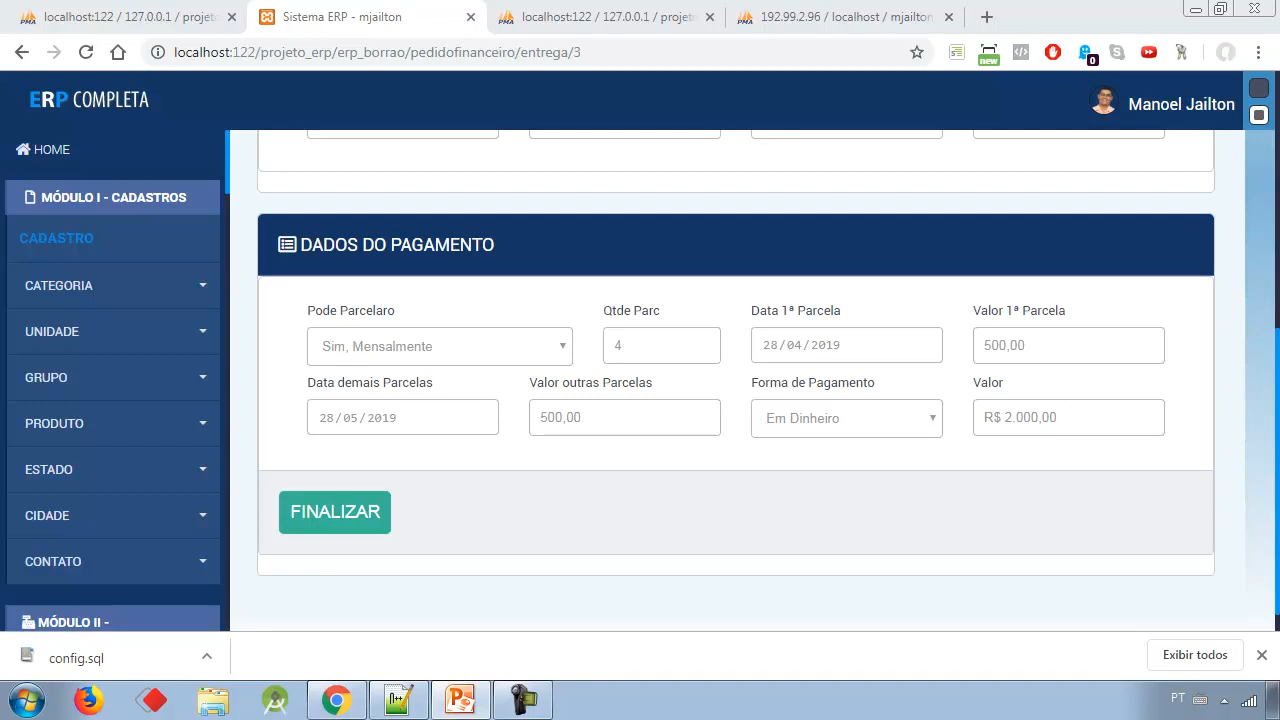 localhost:122 / 127.0.0.1 / projeto
Sistema ERP - mjailton
localhost:122 / 127.0.0.1 / projeto
192.99.2.96 / localhost / mjailton
localhost:122/projeto_erp/erp_borrao/pedidofinanceiro/entrega/3
new
0
ERP COMPLETA
Manoel Jailton
HOME
MÓDULO I - CADASTROS
CADASTRO
CATEGORIA
UNIDADE
GRUPO
PRODUTO
ESTADO
CIDADE
CONTATO
MÓDULO II -
DADOS DO PAGAMENTO
Pode Parcelaro
Qtde Parc
Data 1ª Parcela
Valor 1ª Parcela
Sim, Mensalmente
4
28/04/2019
500,00
Data demais Parcelas
Valor outras Parcelas
Forma de Pagamento
Valor
28/05/2019
500,00
Em Dinheiro
R$ 2.000,00
FINALIZAR
config.sql
Exibir todos
PT